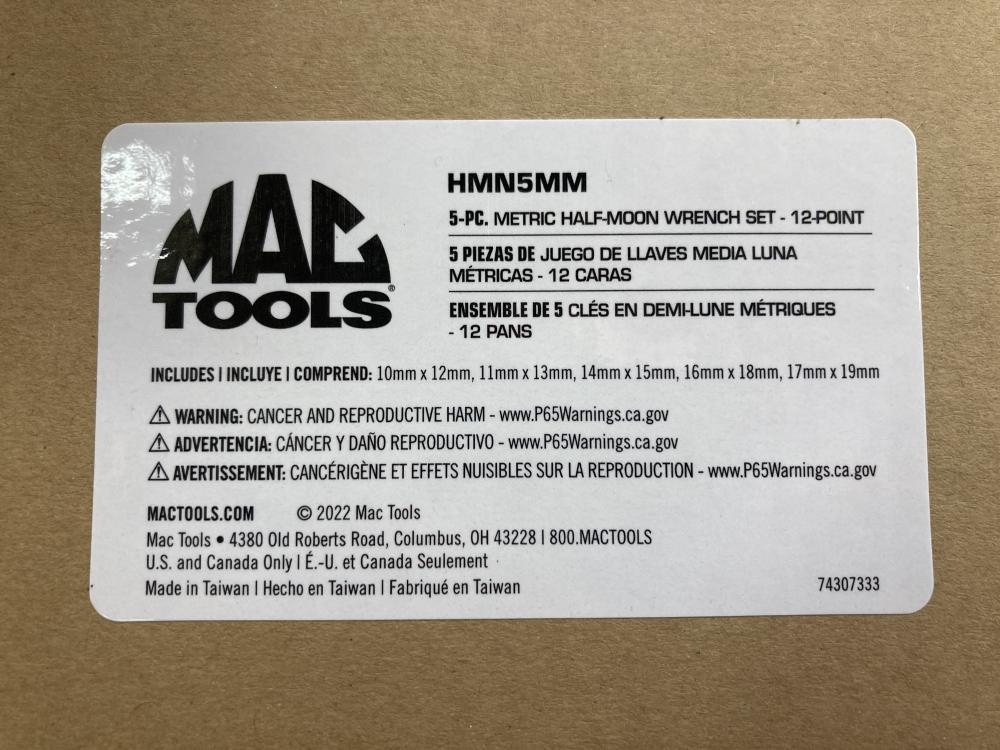 MAC
TOOLS®
HMN5MM
5-PC. METRIC HALF-MOON WRENCH SET - 12-POINT
5 PIEZAS DE JUEGO DE LLAVES MEDIA LUNA
MÉTRICAS - 12 CARAS
ENSEMBLE DE 5 CLÉS EN DEMI-LUNE MÉTRIQUES
- 12 PANS
INCLUDES | INCLUYE | COMPREND: 10mm x 12mm, 11mm x 13mm, 14mm x 15mm, 16mm x 18mm, 17mm x 19mm
⚠ WARNING: CANCER AND REPRODUCTIVE HARM - www.P65Warnings.ca.gov
⚠ ADVERTENCIA: CÁNCER Y DAÑO REPRODUCTIVO - www.P65Warnings.ca.gov
⚠ AVERTISSEMENT: CANCÉRIGÈNE ET EFFETS NUISIBLES SUR LA REPRODUCTION - www.P65Warnings.ca.gov
MACTOOLS.COM © 2022 Mac Tools
Mac Tools • 4380 Old Roberts Road, Columbus, OH 43228 | 800.MACTOOLS
U.S. and Canada Only | É.-U. et Canada Seulement
Made in Taiwan | Hecho en Taiwan | Fabriqué en Taiwan 74307333